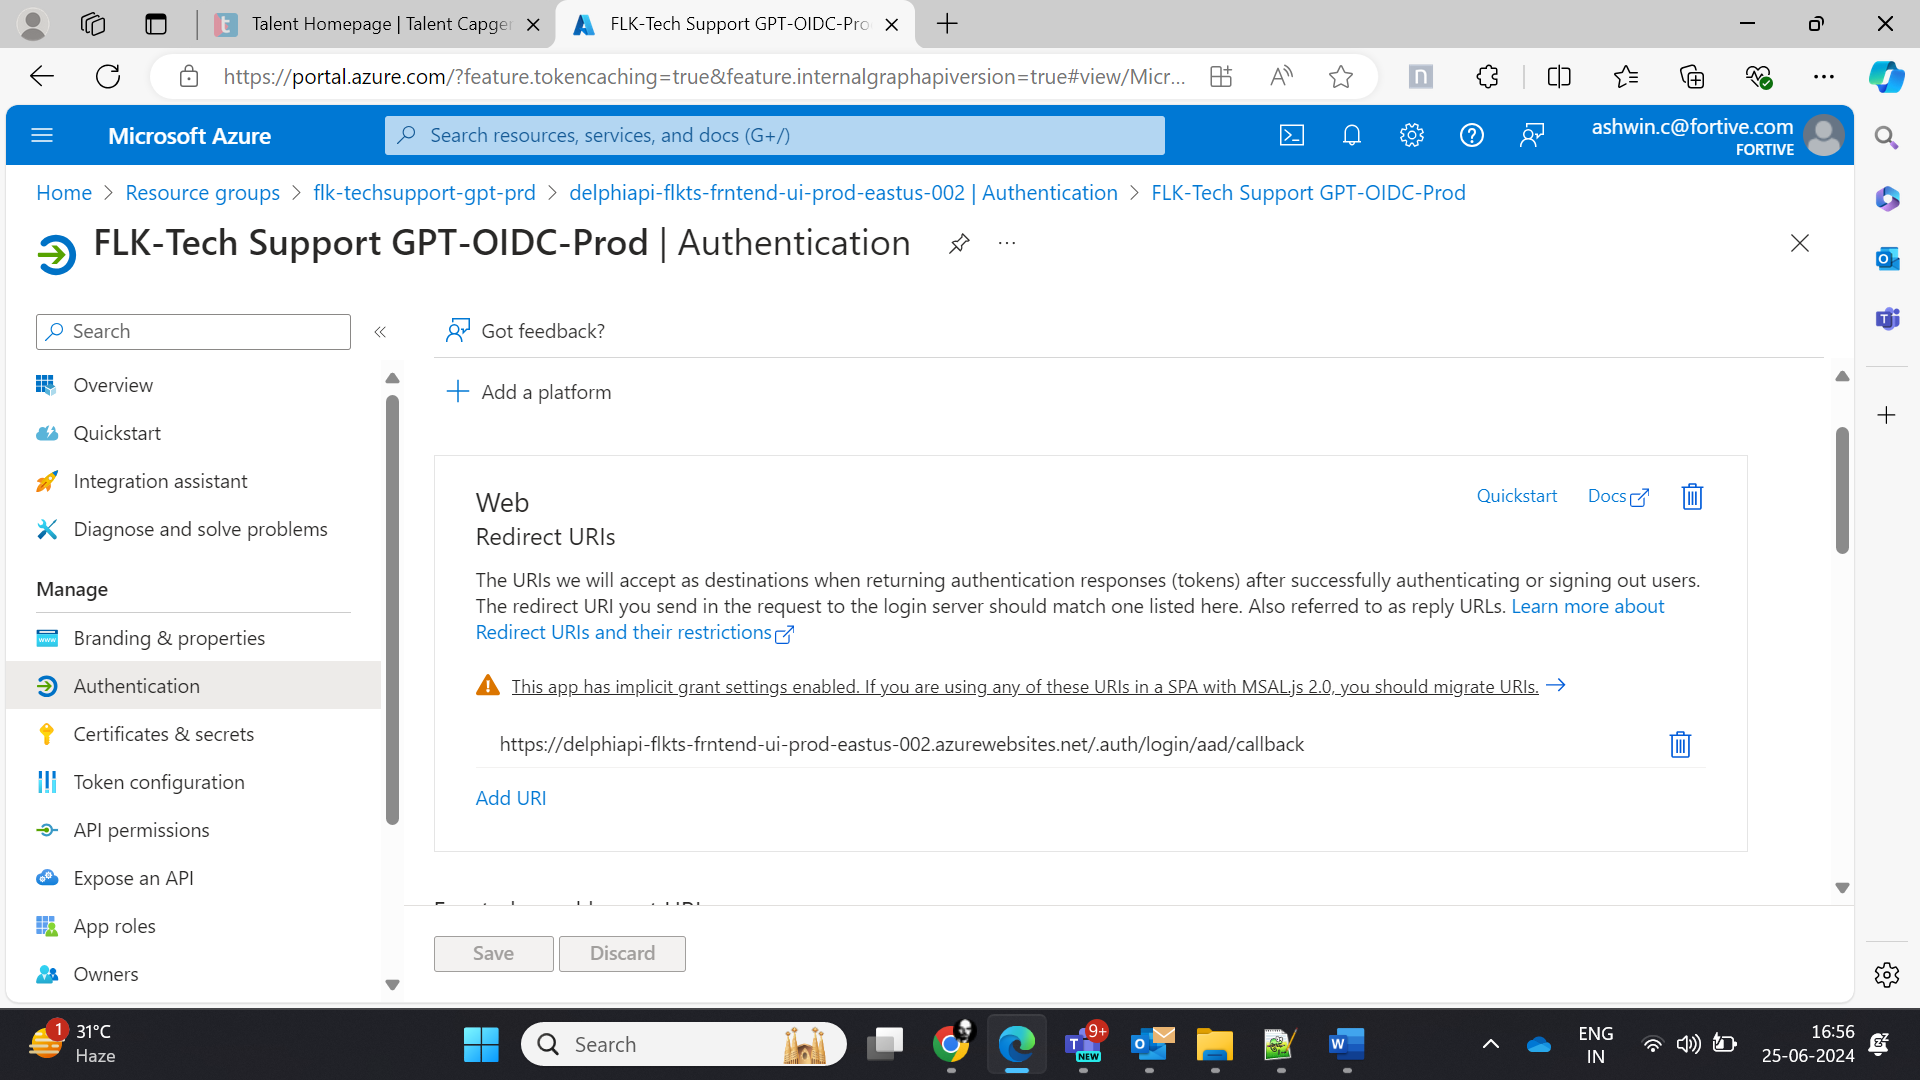 Talent Homepage | Talent Capger
FLK-Tech Support GPT-OIDC-Pro
https://portal.azure.com/?feature.tokencaching=true&feature.internalgraphapiversion=true#view/Micr...
Microsoft Azure
Search resources, services, and docs (G+/)
ashwin.c@fortive.com
FORTIVE
Home > Resource groups > flk-techsupport-gpt-prd > delphiapi-flkts-frntend-ui-prod-eastus-002 | Authentication > FLK-Tech Support GPT-OIDC-Prod
FLK-Tech Support GPT-OIDC-Prod | Authentication
Search
Got feedback?
Overview
Quickstart
Integration assistant
Diagnose and solve problems
Manage
Branding & properties
Authentication
Certificates & secrets
Token configuration
API permissions
Expose an API
App roles
Owners
Add a platform
Web
Quickstart
Docs
Redirect URIs
The URIs we will accept as destinations when returning authentication responses (tokens) after successfully authenticating or signing out users.
The redirect URI you send in the request to the login server should match one listed here. Also referred to as reply URLs. Learn more about
Redirect URIs and their restrictions
This app has implicit grant settings enabled. If you are using any of these URIs in a SPA with MSAL.js 2.0, you should migrate URIs.
https://delphiapi-flkts-frntend-ui-prod-eastus-002.azurewebsites.net/.auth/login/aad/callback
Add URI
Save
Discard
1
31°C
Haze
Search
9+
NEW
ENG
IN
16:56
25-06-2024